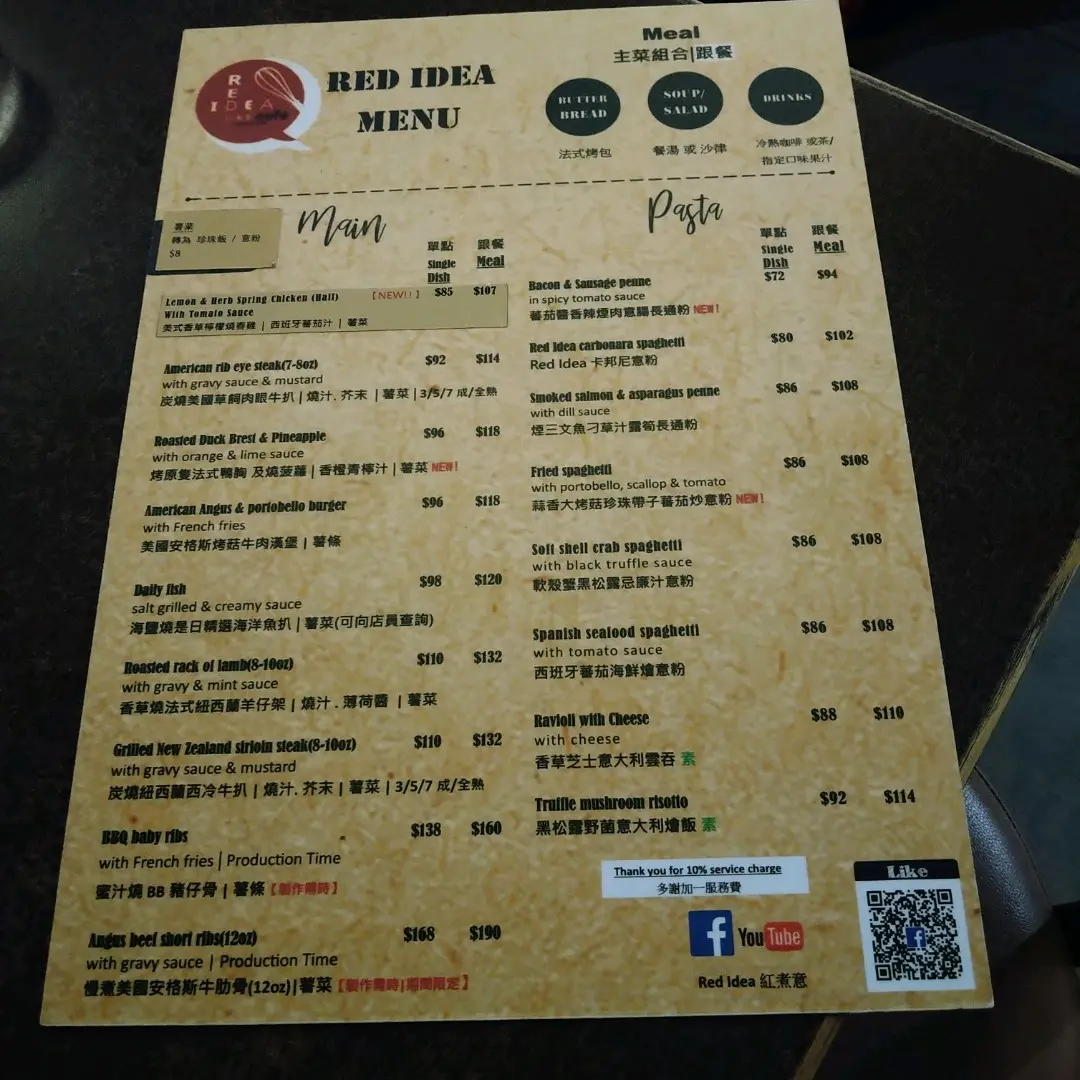 RED IDEA
RED IDEA
MENU
Meal
主菜組合|跟餐
BUTTER
BREAD
SOUP/
SALAD
DRINKS
法式烤包
餐湯 或 沙律
冷熱咖啡 或茶/
指定口味果汁
薯菜
轉為 珍珠飯 / 意粉
$8
Main
單點 跟餐
Single Meal
Dish
Lemon & Herb Spring Chicken (Half) 【NEW!!】 $85 $107
With Tomato Sauce
美式香草檸檬燒春雞 | 西班牙蕃茄汁 | 薯菜
American rib eye steak(7-8oz) $92 $114
with gravy sauce & mustard
炭燒美國草飼肉眼牛扒 | 燒汁. 芥末 | 薯菜 | 3/5/7 成/全熟
Roasted Duck Brest & Pineapple $96 $118
with orange & lime sauce
烤原隻法式鴨胸 及燒菠蘿 | 香橙青檸汁 | 薯菜 NEW!
American Angus & portobello burger $96 $118
with French fries
美國安格斯烤菇牛肉漢堡 | 薯條
Daily fish $98 $120
salt grilled & creamy sauce
海鹽燒是日精選海洋魚扒 | 薯菜(可向店員查詢)
Roasted rack of lamb(8-10oz) $110 $132
with gravy & mint sauce
香草燒法式紐西蘭羊仔架 | 燒汁 . 薄荷醬 | 薯菜
Grilled New Zealand sirloin steak(8-10oz) $110 $132
with gravy sauce & mustard
炭燒紐西蘭西冷牛扒 | 燒汁. 芥末 | 薯菜 | 3/5/7 成/全熟
BBQ baby ribs $138 $160
with French fries | Production Time
蜜汁燒 BB 豬仔骨 | 薯條【製作需時】
Angus beef short ribs(12oz) $168 $190
with gravy sauce | Production Time
慢煮美國安格斯牛肋骨(12oz)|薯菜【製作需時|期間限定】
Pasta
單點 跟餐
Single Meal
Dish
Bacon & Sausage penne $72 $94
in spicy tomato sauce
蕃茄醬香辣煙肉意腸長通粉 NEW!
Red Idea carbonara spaghetti $80 $102
Red Idea 卡邦尼意粉
Smoked salmon & asparagus penne $86 $108
with dill sauce
煙三文魚刁草汁露筍長通粉
Fried spaghetti $86 $108
with portobello, scallop & tomato
蒜香大烤菇珍珠帶子蕃茄炒意粉 NEW!
Soft shell crab spaghetti $86 $108
with black truffle sauce
軟殼蟹黑松露忌廉汁意粉
Spanish seafood spaghetti $86 $108
with tomato sauce
西班牙蕃茄海鮮燴意粉
Ravioli with Cheese $88 $110
with cheese
香草芝士意大利雲吞 素
Truffle mushroom risotto $92 $114
黑松露野菌意大利燴飯 素
Thank you for 10% service charge
多謝加一服務費
f YouTube
Red Idea 紅煮意
Like